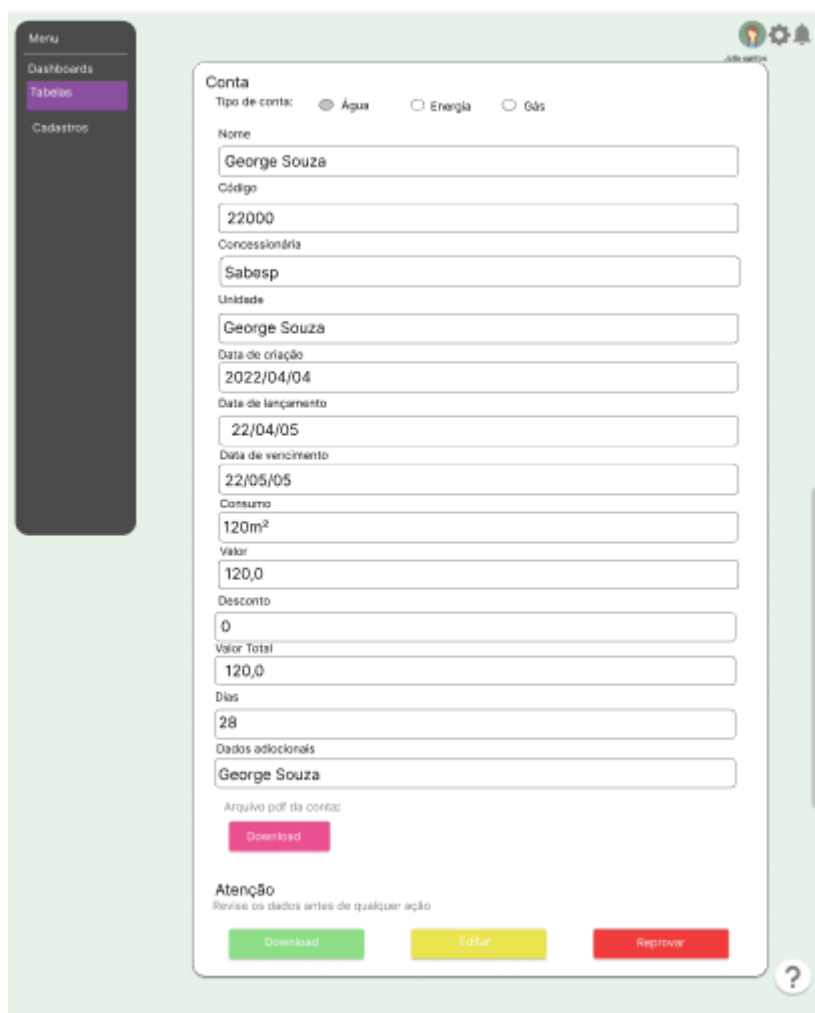 Menu
Dashboards
Tabelas
Cadastros
Julio santos
Conta
Tipo de conta: Água Energia Gás
Nome
George Souza
Código
22000
Concessionária
Sabesp
Unidade
George Souza
Data de criação
2022/04/04
Data de lançamento
22/04/05
Data de vencimento
22/05/05
Consumo
120m²
Valor
120,0
Desconto
0
Valor Total
120,0
Dias
28
Dados adiocionais
George Souza
Arquivo pdf da conta:
Download
Atenção
Revise os dados antes de qualquer ação
Download Editar Reprovar
?